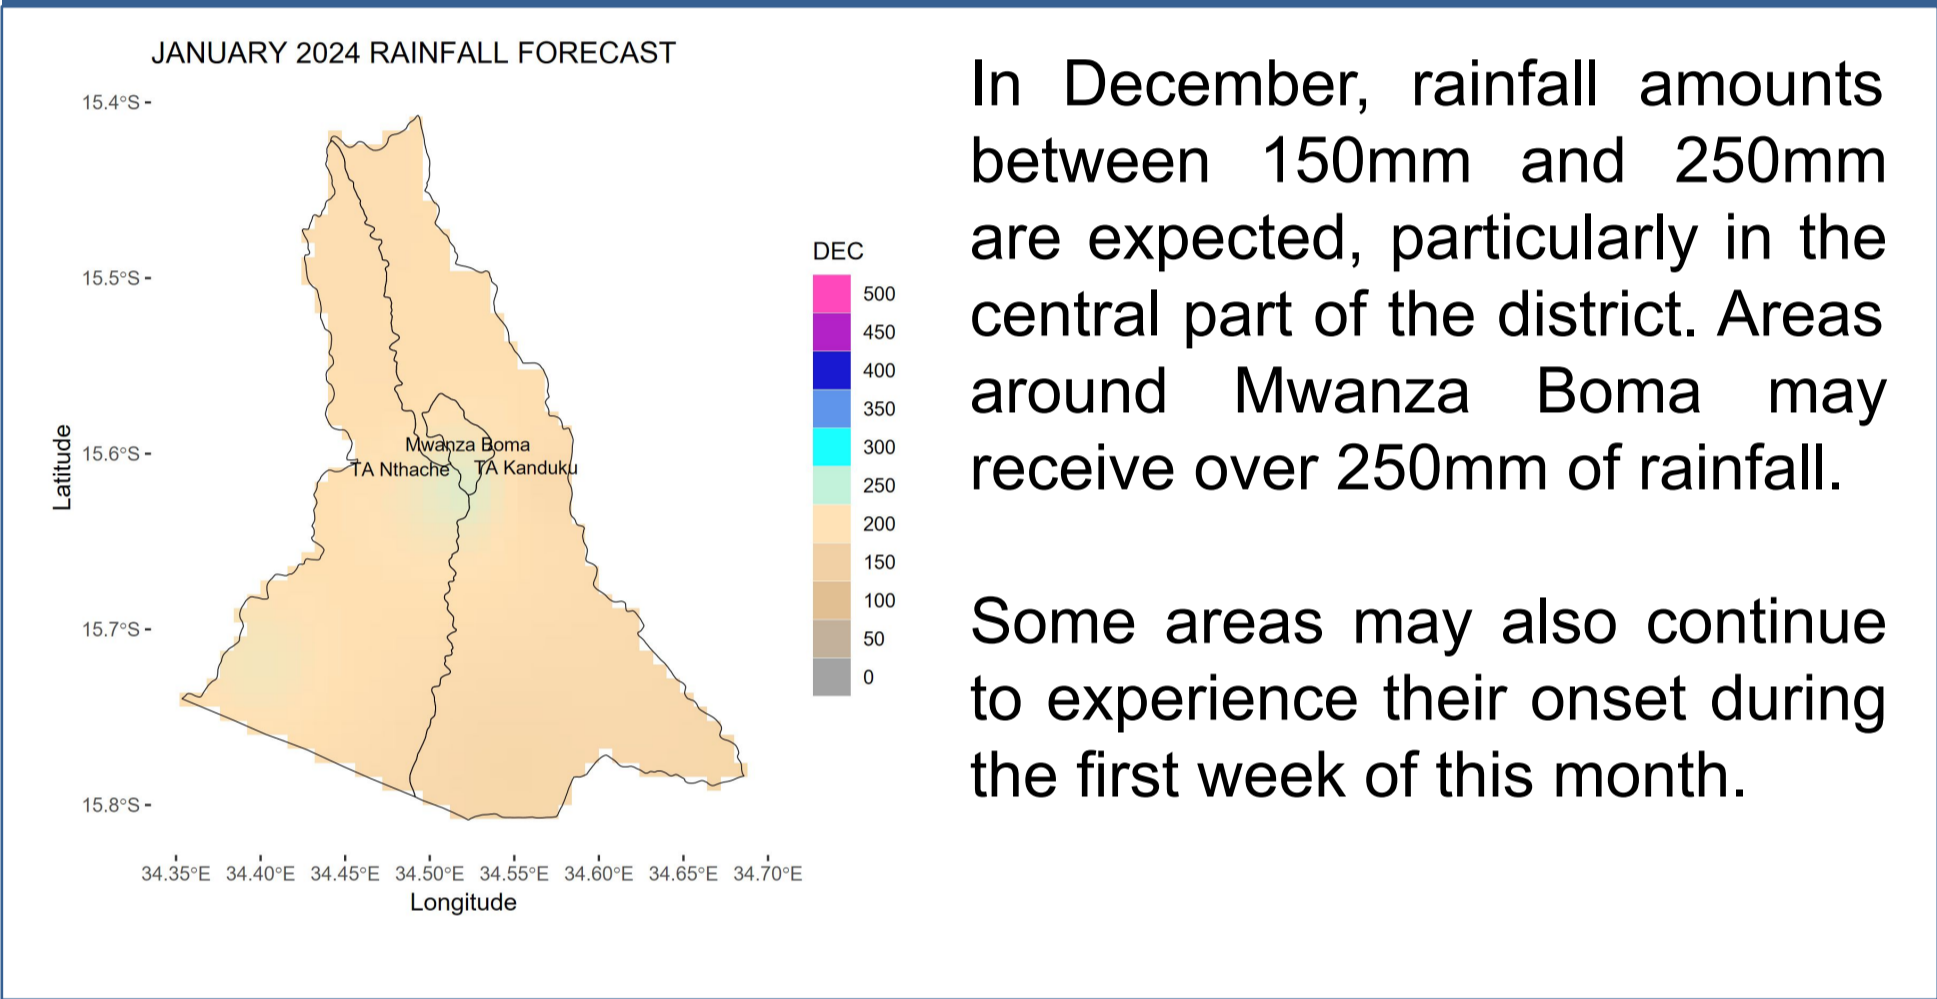 JANUARY 2024 RAINFALL FORECAST
15.4°S
15.5°S
15.6°S
15.7°S
15.8°S
Latitude
Mwanza Boma
TA Nthache
TA Kanduku
34.35°E 34.40°E 34.45°E 34.50°E 34.55°E 34.60°E 34.65°E 34.70°E
Longitude
DEC
500
450
400
350
300
250
200
150
100
50
0
In December, rainfall amounts
between 150mm and 250mm
are expected, particularly in the
central part of the district. Areas
around Mwanza Boma may
receive over 250mm of rainfall.
Some areas may also continue
to experience their onset during
the first week of this month.